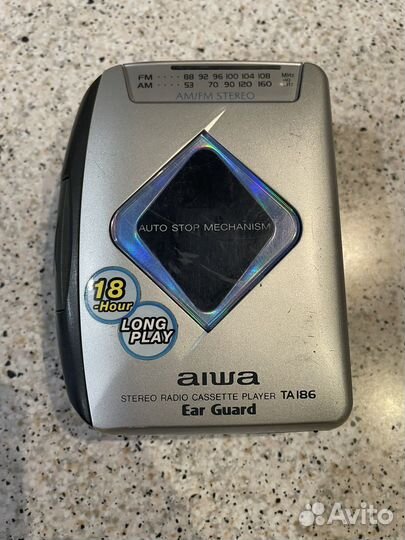 FM 88 92 96 100 104 108 MHz
AM 53 70 90 120 160
AM/FM STEREO
AUTO STOP MECHANISM
18
-Hour
LONG
PLAY
aiwa
STEREO RADIO CASSETTE PLAYER TA186
Ear Guard
Avito